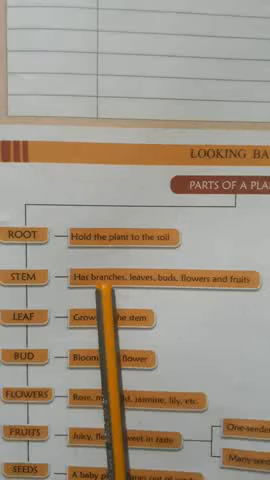 LOOKING BA
PARTS OF A PLA
ROOT
Hold the plant to the soil
STEM
Has branches, leaves, buds, flowers and fruits
LEAF
Grow the stem
BUD
Bloom flower
FLOWERS
Rose, jasmine, lily, etc.
FRUITS
Juicy, sweet in taste
One-seede
Many-seed
SEEDS
A baby